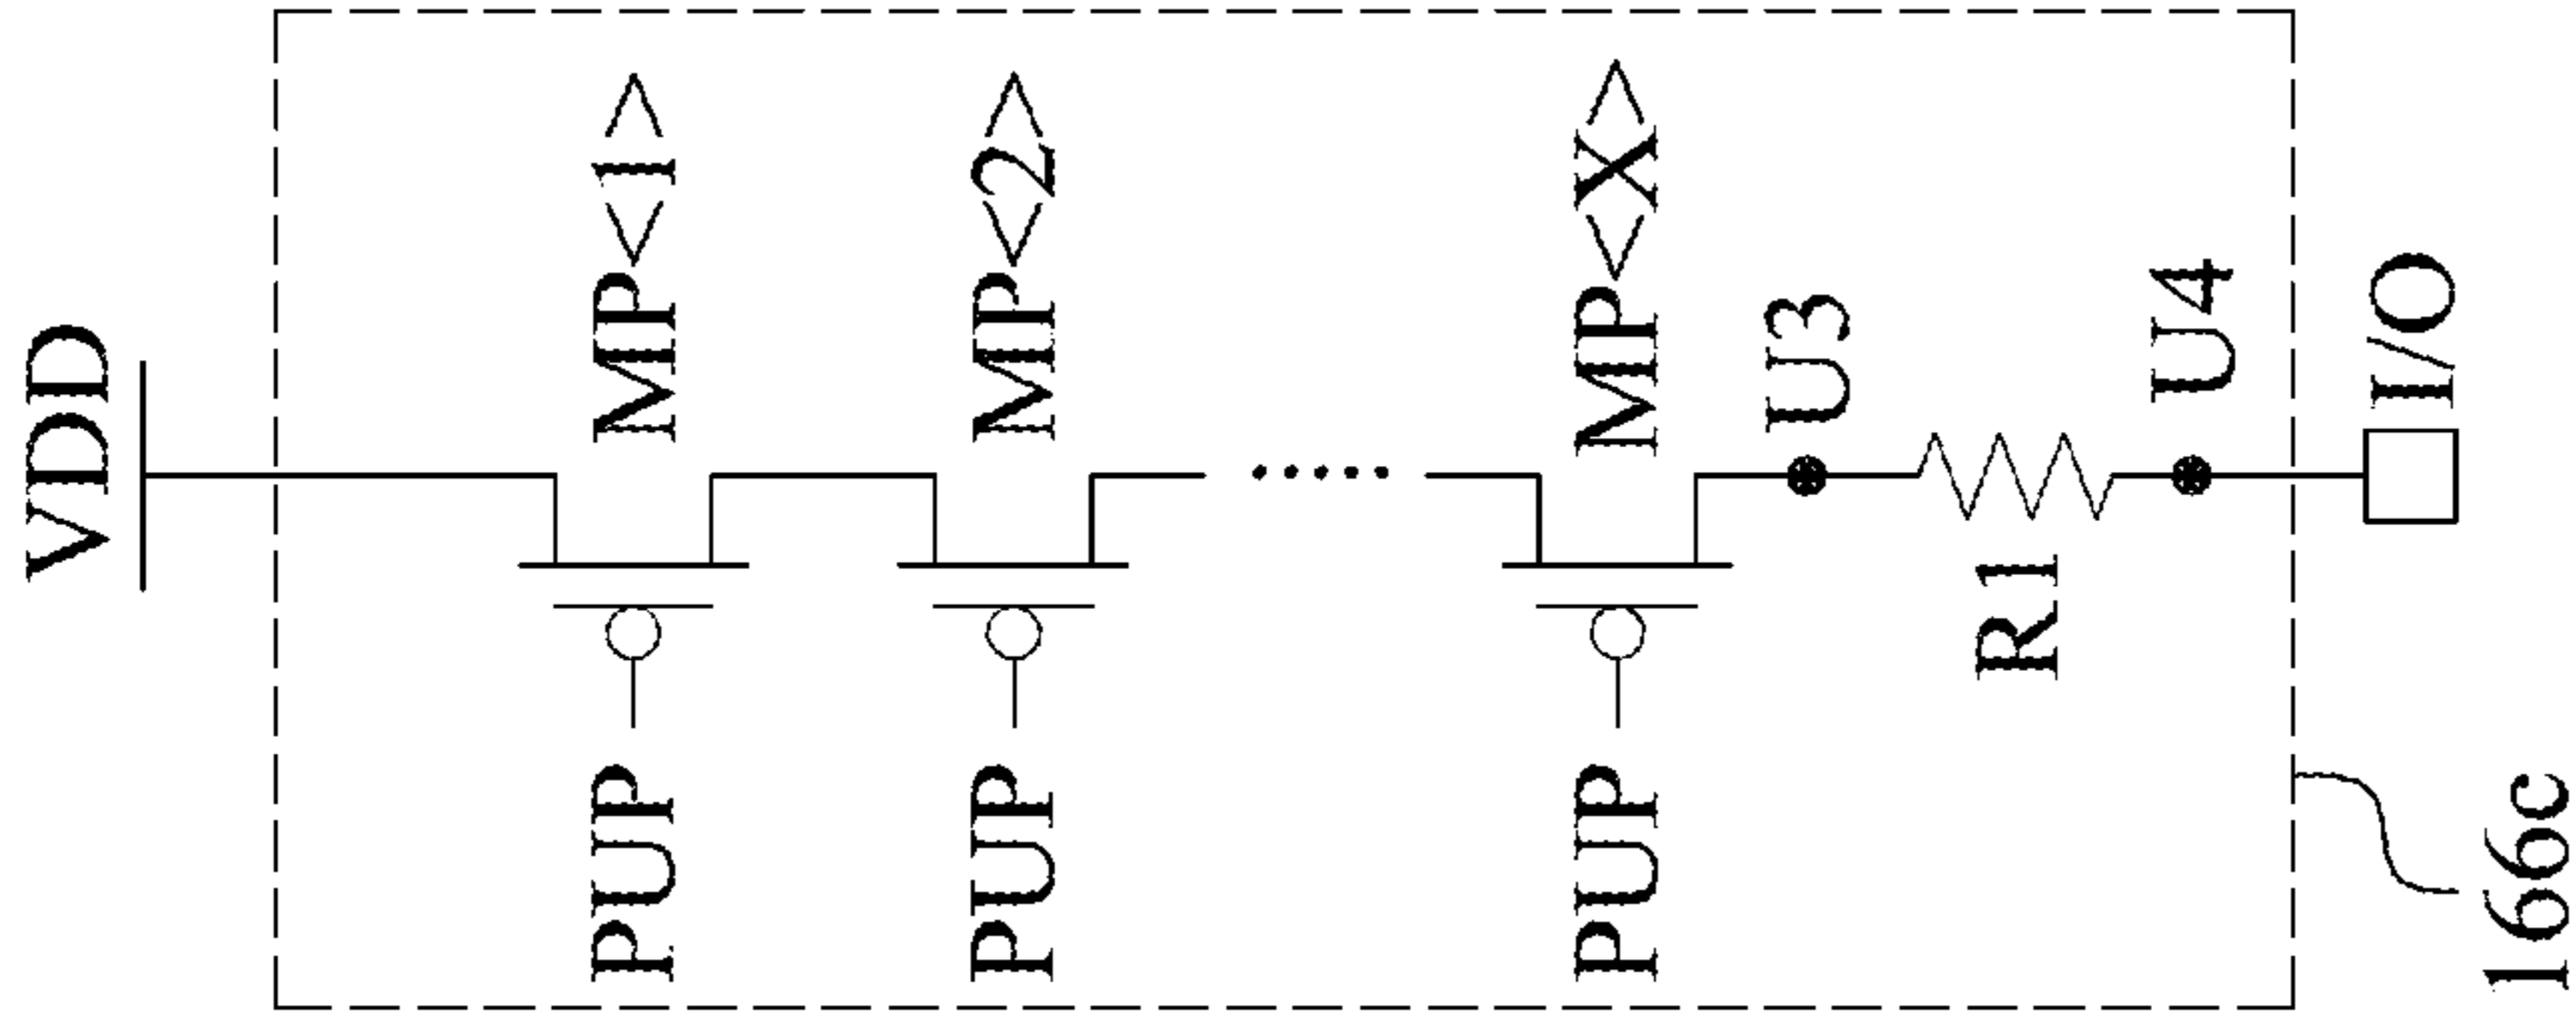 VDD
PUP MP<1>
PUP MP<2>
PUP MP<X>
U3
R1
U4
I/O
166c